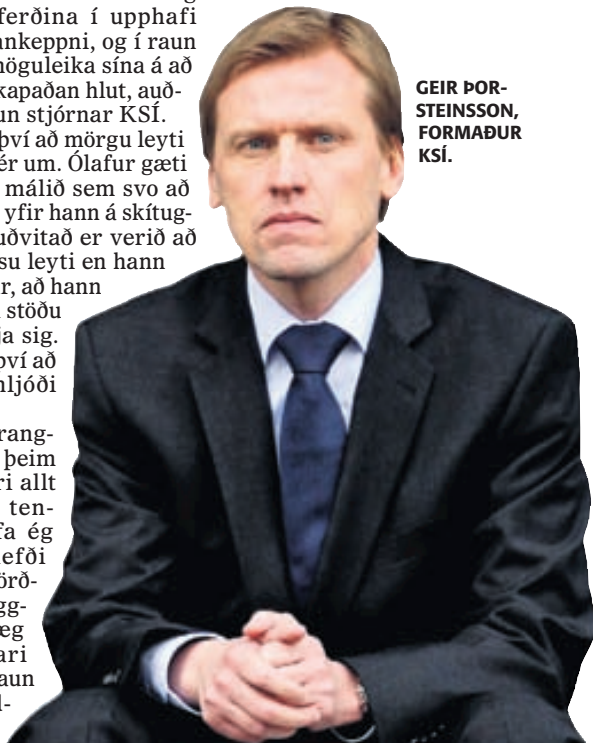 ferðina í upphafi
ankeppni, og í raun
möguleika sína á að
kapaðan hlut, auð-
un stjórnar KSÍ.
því að mörgu leyti
ér um. Ólafur gæti
málið sem svo að
yfir hann á skítug-
uðvitað er verið að
su leyti en hann
r, að hann
stöðu
ja sig.
því að
hljóði
rang-
þeim
ri allt
ten-
fa ég
efði
örð-
gg-
æg
ari
aun
l-
GEIR ÞOR-
STEINSSON,
FORMAÐUR
KSÍ.